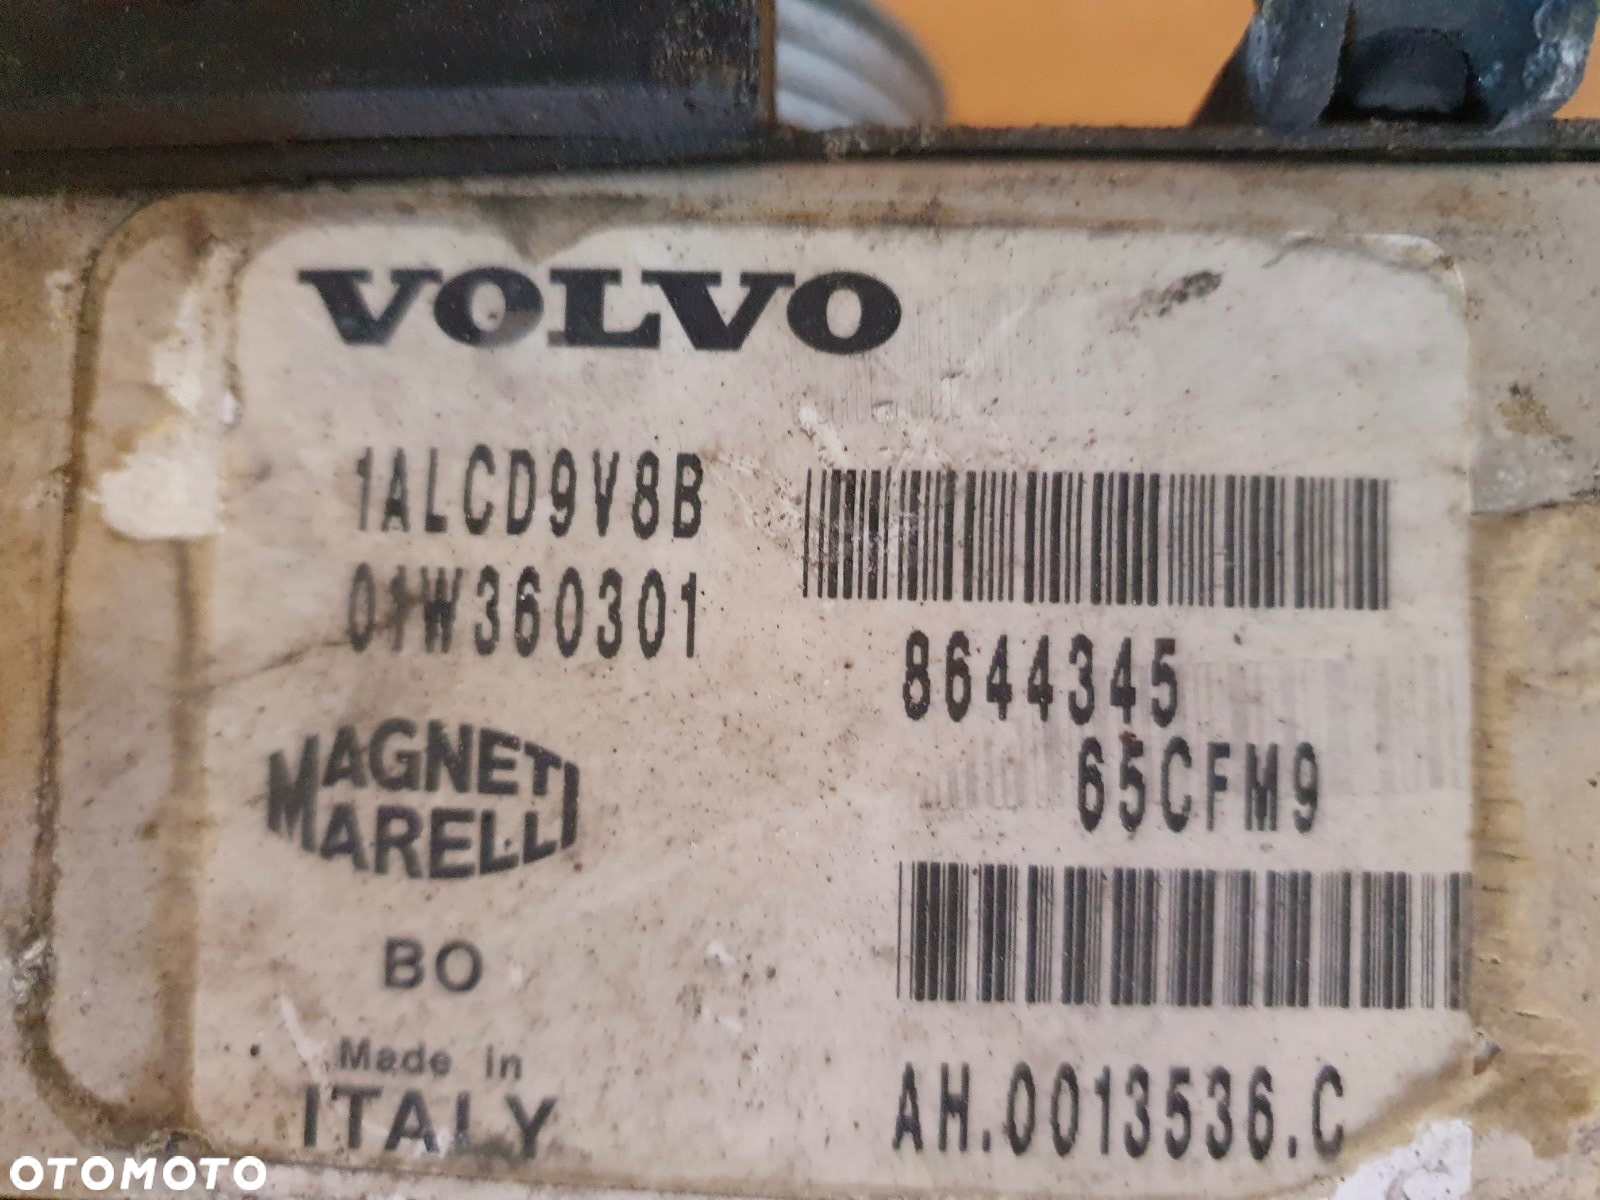 VOLVO
1ALCD9V8B
01W360301
8644345
65CFM9
MAGNETI
MARELLI
BO
Made in
ITALY
AH.0013536.C
OTOMOTO